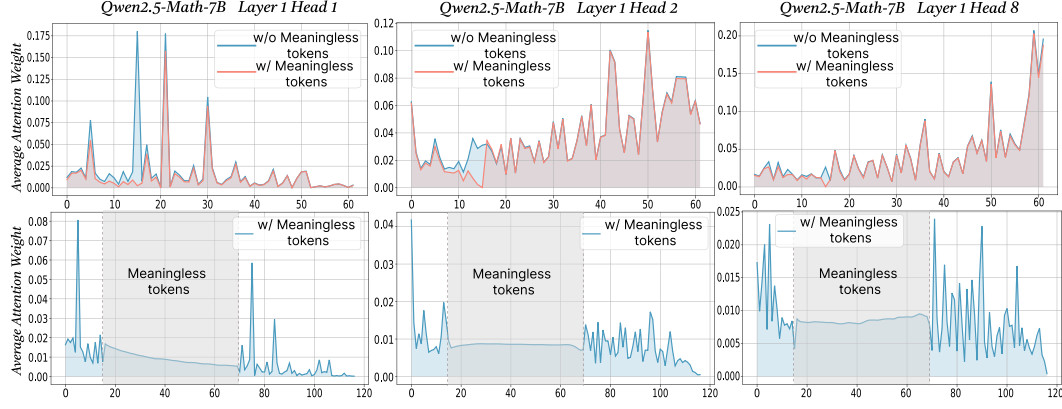 Qwen2.5-Math-7B Layer 1 Head 1
Average Attention Weight
0.175
0.150
0.125
0.100
0.075
0.050
0.025
0.000
w/o Meaningless
tokens
w/ Meaningless
tokens
0 10 20 30 40 50 60
Qwen2.5-Math-7B Layer 1 Head 2
0.12
0.10
0.08
0.06
0.04
0.02
0.00
w/o Meaningless
tokens
w/ Meaningless
tokens
0 10 20 30 40 50 60
Qwen2.5-Math-7B Layer 1 Head 8
0.20
0.15
0.10
0.05
0.00
w/o Meaningless
tokens
w/ Meaningless
tokens
0 10 20 30 40 50 60
Average Attention Weight
0.08
0.07
0.06
0.05
0.04
0.03
0.02
0.01
0.00
w/ Meaningless
tokens
Meaningless
tokens
0 20 40 60 80 100 120
0.04
0.03
0.02
0.01
0.00
w/ Meaningless
tokens
Meaningless
tokens
0 20 40 60 80 100 120
0.025
0.020
0.015
0.010
0.005
0.000
w/ Meaningless
tokens
Meaningless
tokens
0 20 40 60 80 100 120